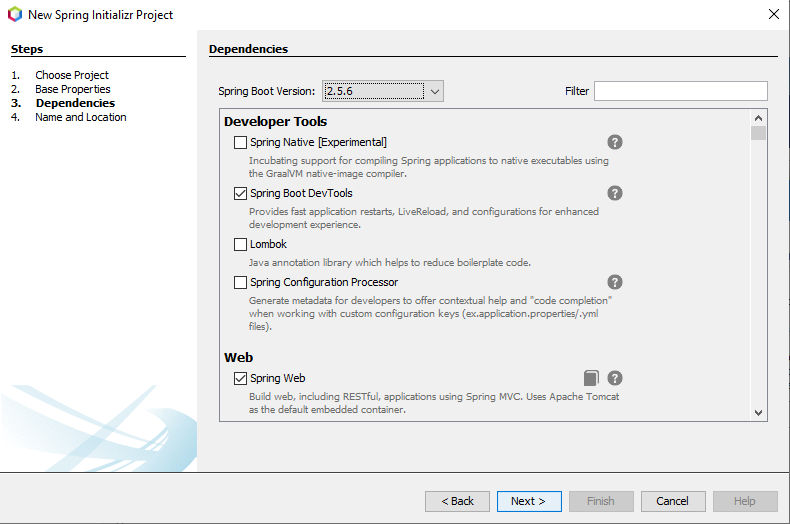 New Spring Initializr Project
Steps
1. Choose Project
2. Base Properties
3. Dependencies
4. Name and Location
Dependencies
Spring Boot Version: 2.5.6
Filter
Developer Tools
Spring Native [Experimental]
?
Incubating support for compiling Spring applications to native executables using
the GraalVM native-image compiler.
Spring Boot DevTools
?
Provides fast application restarts, LiveReload, and configurations for enhanced
development experience.
Lombok
Java annotation library which helps to reduce boilerplate code.
Spring Configuration Processor
?
Generate metadata for developers to offer contextual help and "code completion"
when working with custom configuration keys (ex.application.properties/.yml
files).
Web
Spring Web
?
Build web, including RESTful, applications using Spring MVC. Uses Apache Tomcat
as the default embedded container.
< Back
Next >
Finish
Cancel
Help